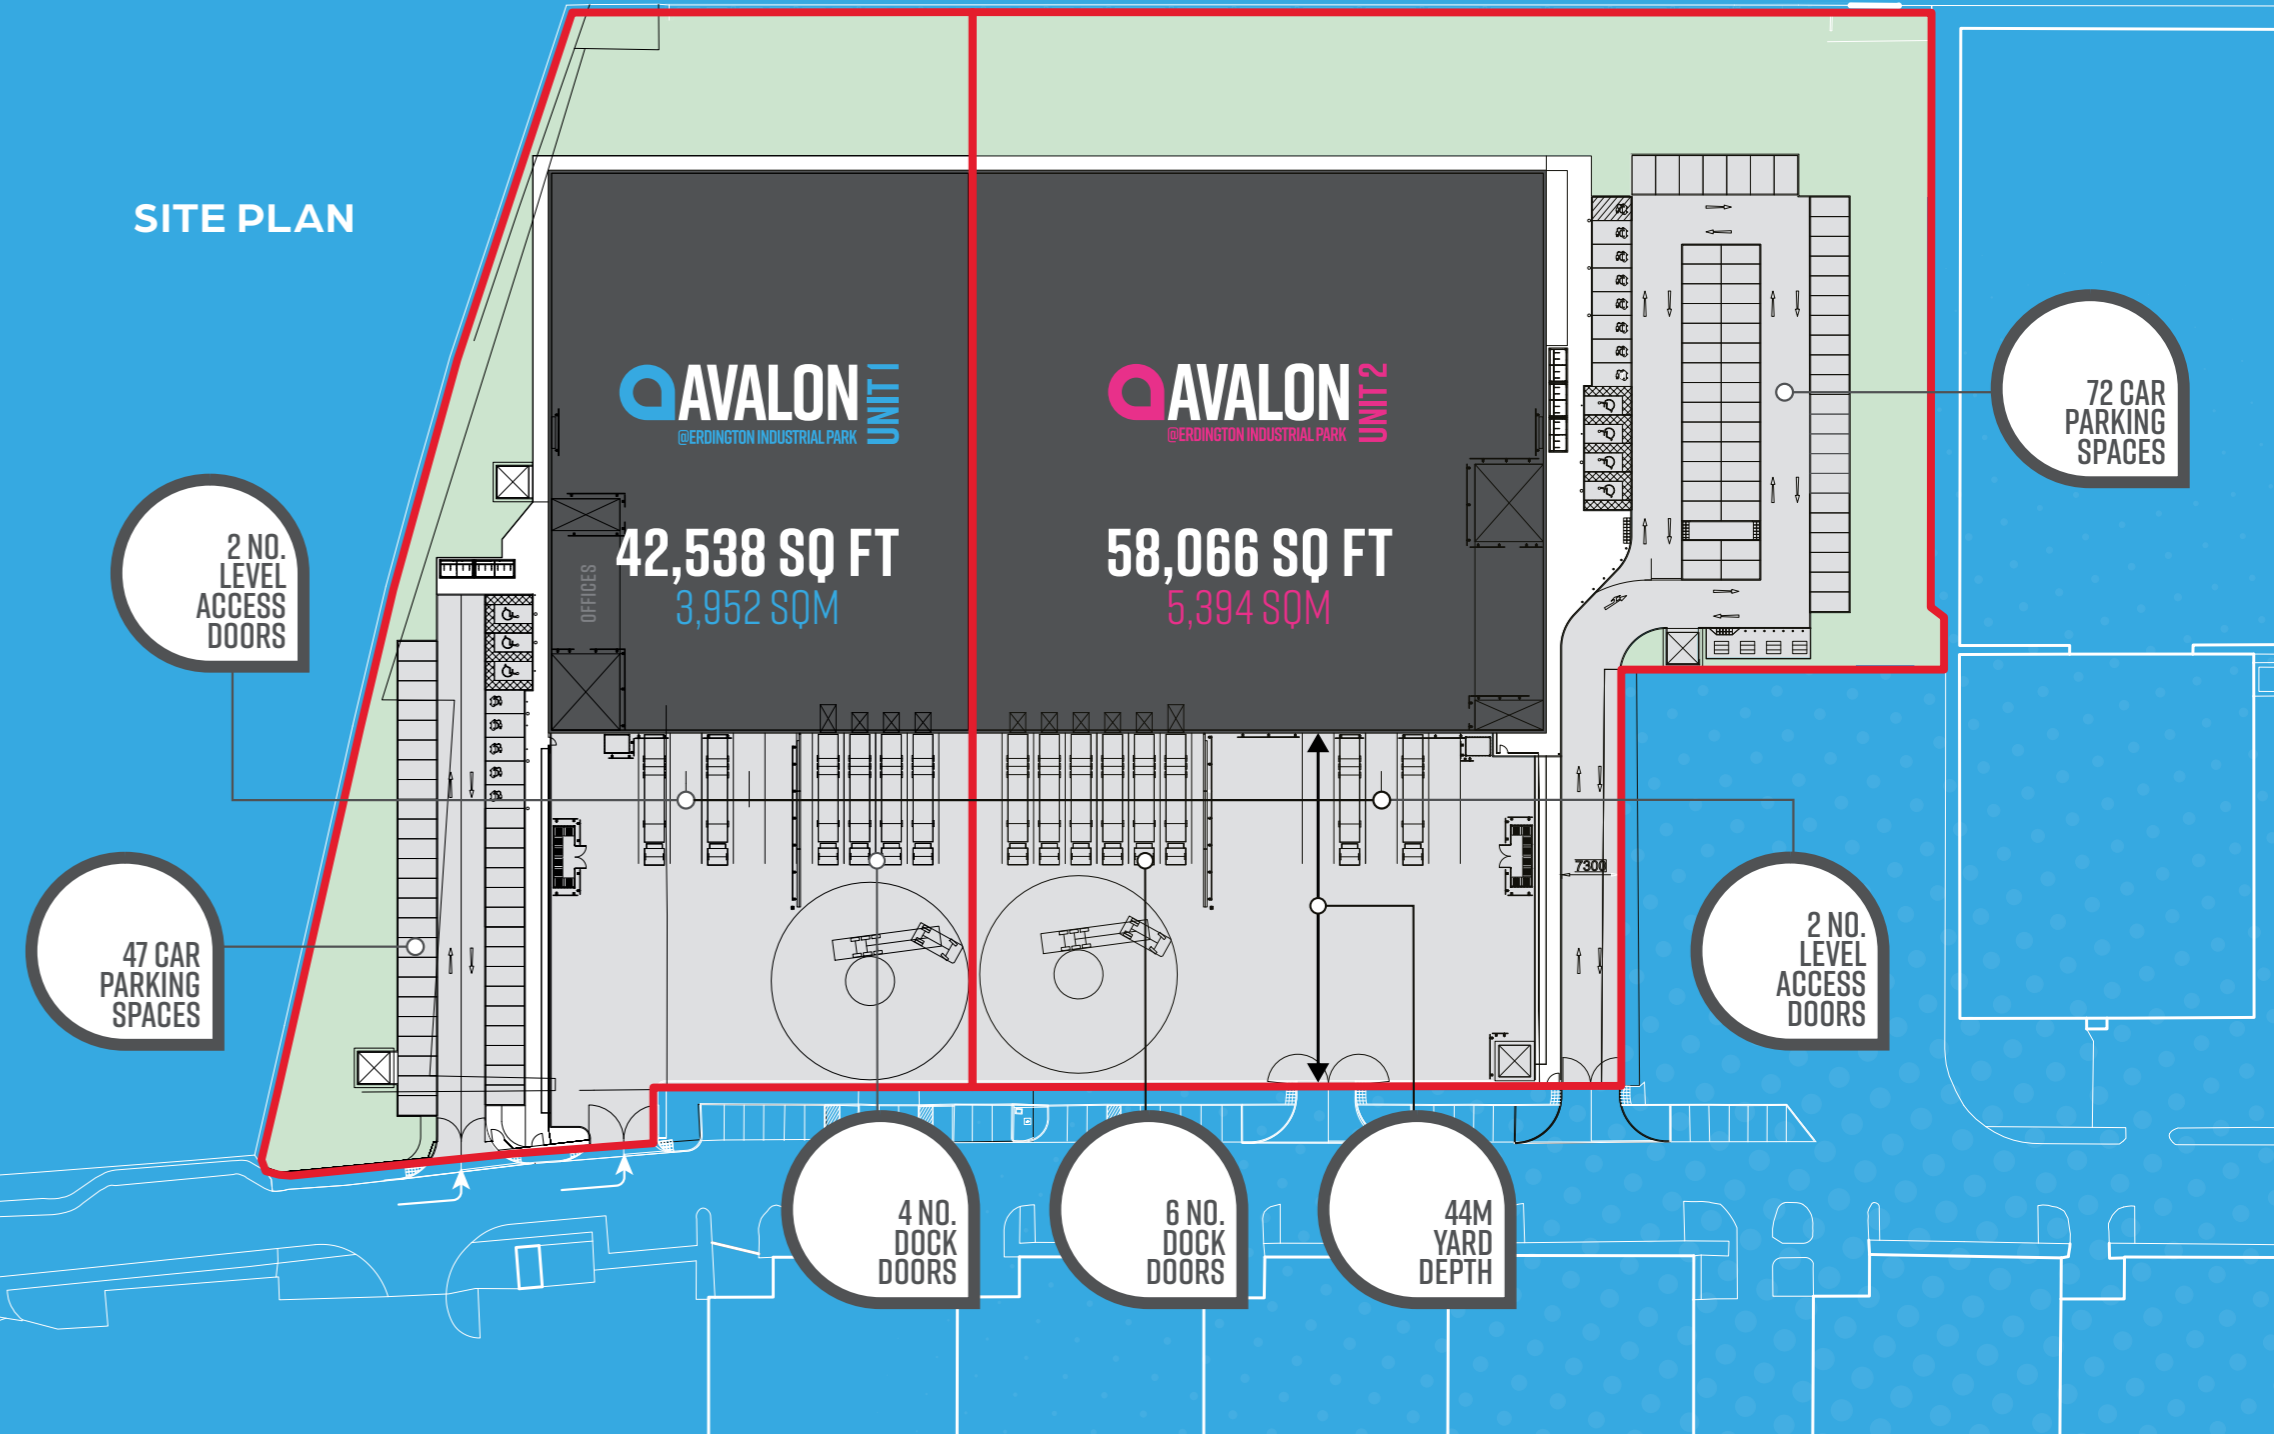 SITE PLAN
AVALON
UNIT 1
@ERDINGTON INDUSTRIAL PARK
42,538 SQ FT
3,952 SQM
OFFICES
AVALON
UNIT 2
@ERDINGTON INDUSTRIAL PARK
58,066 SQ FT
5,394 SQM
72 CAR
PARKING
SPACES
2 NO.
LEVEL
ACCESS
DOORS
47 CAR
PARKING
SPACES
7300
2 NO.
LEVEL
ACCESS
DOORS
4 NO.
DOCK
DOORS
6 NO.
DOCK
DOORS
44M
YARD
DEPTH